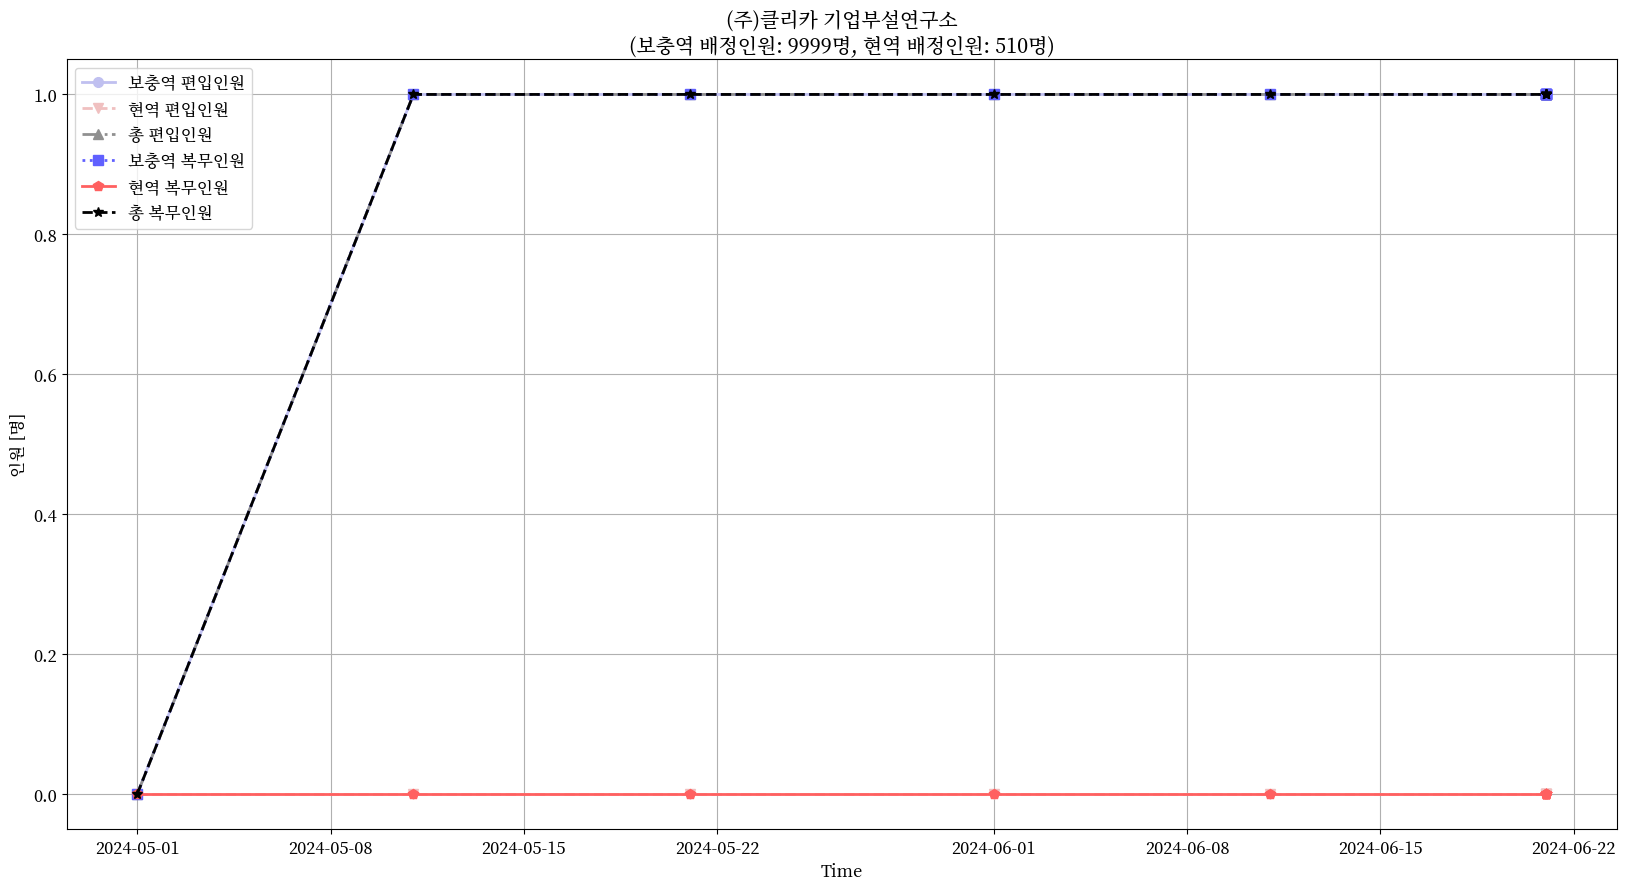 (주)클리카 기업부설연구소
(보충역 배정인원: 9999명, 현역 배정인원: 510명)
보충역 편입인원
현역 편입인원
총 편입인원
보충역 복무인원
현역 복무인원
총 복무인원
1.0
0.8
0.6
0.4
0.2
0.0
인원 [명]
2024-05-01 2024-05-08 2024-05-15 2024-05-22 2024-06-01 2024-06-08 2024-06-15 2024-06-22
Time